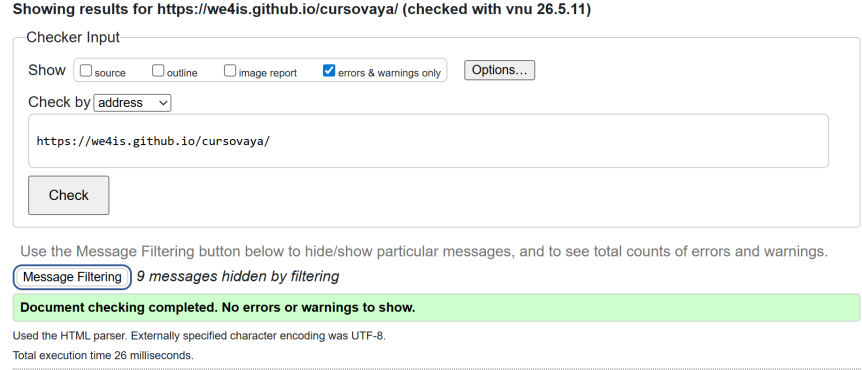 Showing results for https://we4is.github.io/cursovaya/ (checked with vnu 26.5.11)
Checker Input
Show source outline image report errors & warnings only Options...
Check by address
https://we4is.github.io/cursovaya/
Check
Use the Message Filtering button below to hide/show particular messages, and to see total counts of errors and warnings.
Message Filtering 9 messages hidden by filtering
Document checking completed. No errors or warnings to show.
Used the HTML parser. Externally specified character encoding was UTF-8.
Total execution time 26 milliseconds.